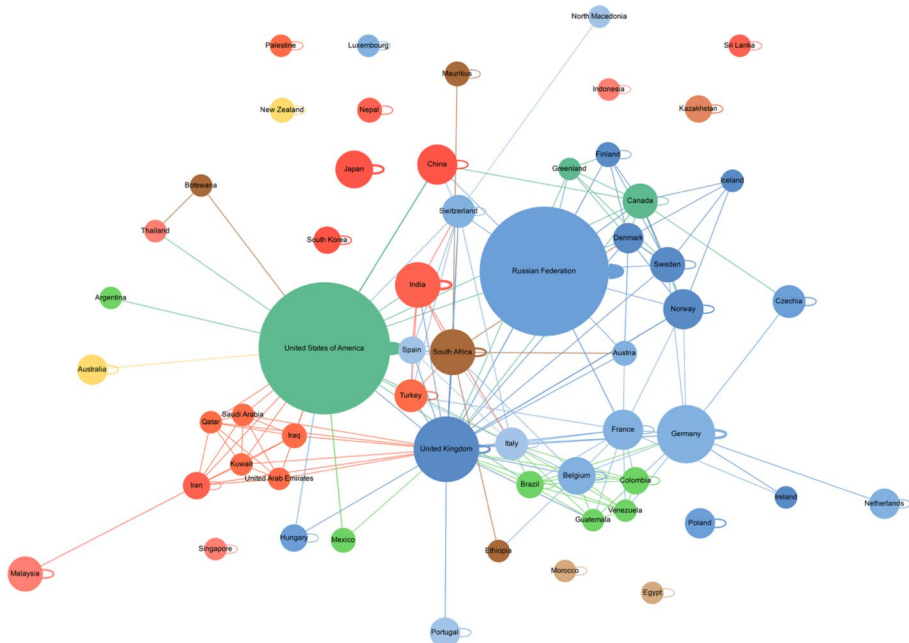 North Macedonia
Palestine
Luxembourg
Sri Lanka
Mauritius
Indonesia
New Zealand
Nepal
Kazakhstan
Finland
Japan
China
Greenland
Iceland
Botswana
Canada
Switzerland
Thailand
South Korea
Denmark
Sweden
Russian Federation
India
Argentina
Czechia
Norway
United States of America
Spain
South Africa
Austria
Australia
Turkey
Saudi Arabia
Qatar
Iraq
France
Germany
United Kingdom
Italy
Kuwait
United Arab Emirates
Iran
Brazil
Belgium
Colombia
Ireland
Netherlands
Venezuela
Guatemala
Poland
Hungary
Mexico
Singapore
Ethiopia
Malaysia
Morocco
Egypt
Portugal